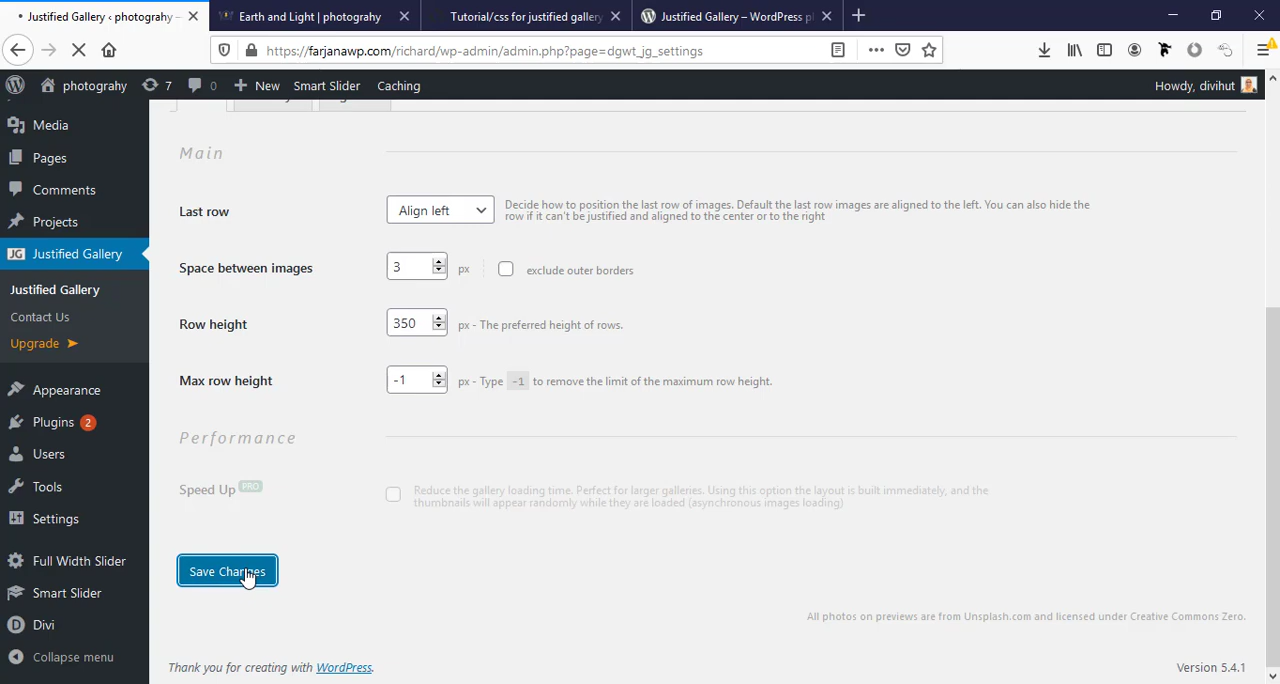 Justified Gallery ‹ photograhy –
Earth and Light | photograhy
Tutorial/css for justified gallery
Justified Gallery – WordPress pl
https://farjanawp.com/richard/wp-admin/admin.php?page=dgwt_jg_settings
photograhy
7
0
New
Smart Slider
Caching
Howdy, divihut
Media
Pages
Comments
Projects
JG Justified Gallery
Justified Gallery
Contact Us
Upgrade ➤
Appearance
Plugins 2
Users
Tools
Settings
Full Width Slider
Smart Slider
D Divi
Collapse menu
Main
Last row
Align left
Decide how to position the last row of images. Default the last row images are aligned to the left. You can also hide the
row if it can't be justified and aligned to the center or to the right
Space between images
3
px
exclude outer borders
Row height
350
px - The preferred height of rows.
Max row height
-1
px - Type -1 to remove the limit of the maximum row height.
Performance
Speed Up PRO
Reduce the gallery loading time. Perfect for larger galleries. Using this option the layout is built immediately, and the
thumbnails will appear randomly while they are loaded (asynchronous images loading)
Save Changes
All photos on previews are from Unsplash.com and licensed under Creative Commons Zero.
Thank you for creating with WordPress.
Version 5.4.1